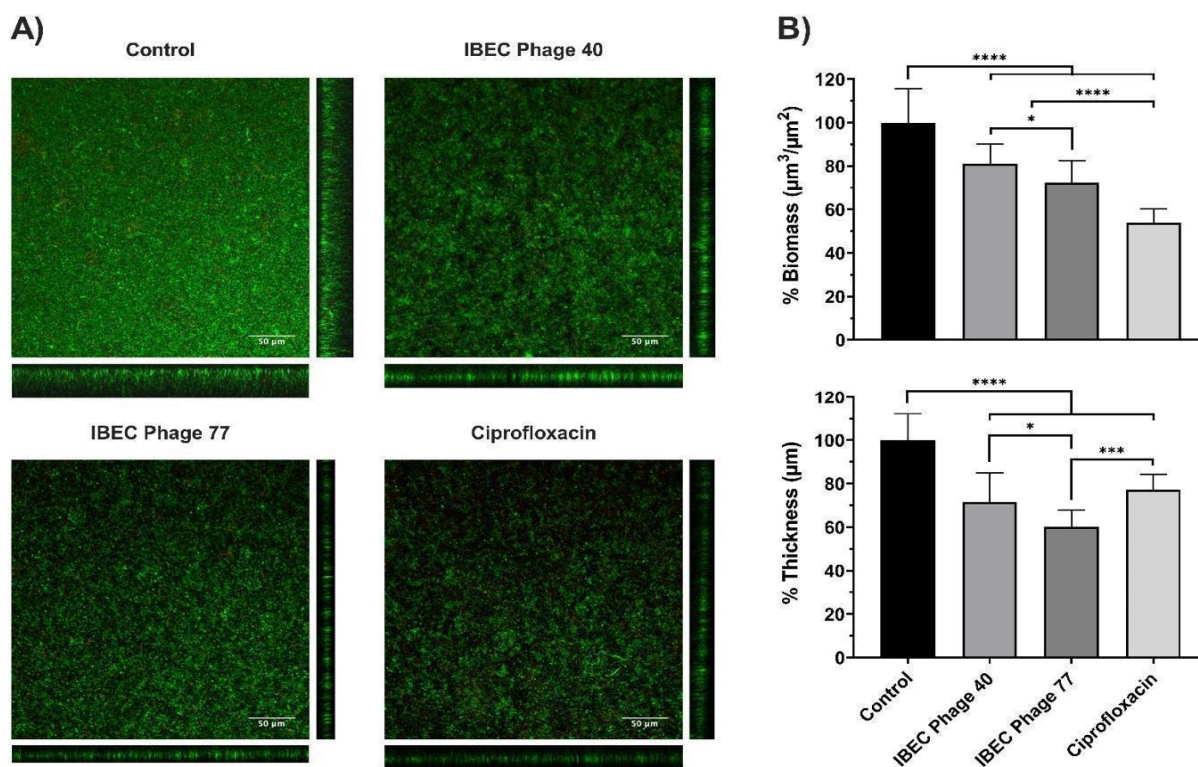 A)
Control
IBEC Phage 40
50 µm
50 µm
IBEC Phage 77
Ciprofloxacin
50 µm
50 µm
B)
% Biomass (µm³/µm²)
120
100
80
60
40
20
0
****
****
*
% Thickness (µm)
120
100
80
60
40
20
0
****
*
***
Control
IBEC Phage 40
IBEC Phage 77
Ciprofloxacin